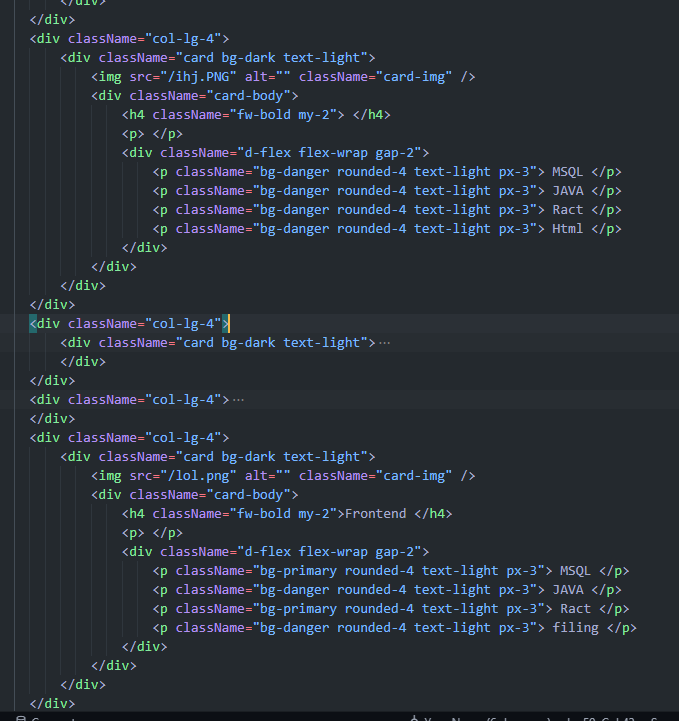 </div>
</div>
<div className="col-lg-4">
<div className="card bg-dark text-light">
<img src="/ihj.PNG" alt="" className="card-img" />
<div className="card-body">
<h4 className="fw-bold my-2"> </h4>
<p> </p>
<div className="d-flex flex-wrap gap-2">
<p className="bg-danger rounded-4 text-light px-3"> MSQL </p>
<p className="bg-danger rounded-4 text-light px-3"> JAVA </p>
<p className="bg-danger rounded-4 text-light px-3"> Ract </p>
<p className="bg-danger rounded-4 text-light px-3"> Html </p>
</div>
</div>
</div>
</div>
<div className="col-lg-4">
<div className="card bg-dark text-light">···
</div>
</div>
<div className="col-lg-4">···
</div>
<div className="col-lg-4">
<div className="card bg-dark text-light">
<img src="/lol.png" alt="" className="card-img" />
<div className="card-body">
<h4 className="fw-bold my-2">Frontend </h4>
<p> </p>
<div className="d-flex flex-wrap gap-2">
<p className="bg-primary rounded-4 text-light px-3"> MSQL </p>
<p className="bg-danger rounded-4 text-light px-3"> JAVA </p>
<p className="bg-primary rounded-4 text-light px-3"> Ract </p>
<p className="bg-danger rounded-4 text-light px-3"> filing </p>
</div>
</div>
</div>
</div>